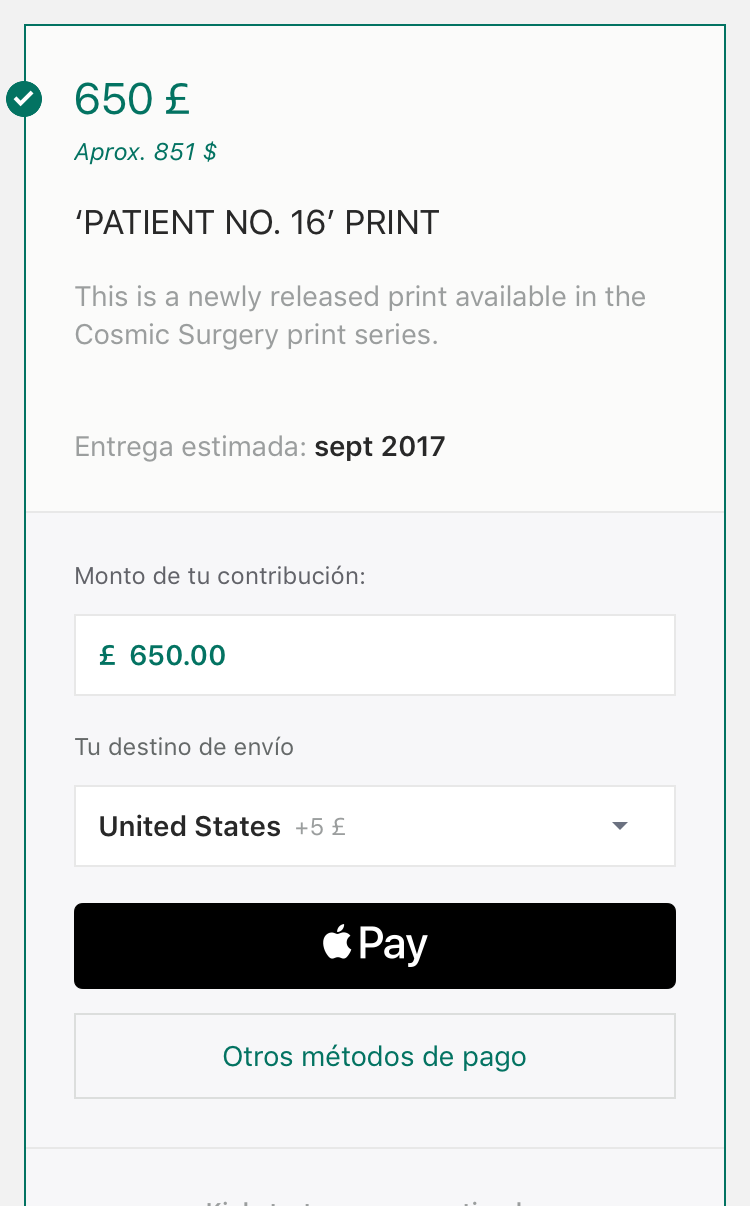 650 £
Aprox. 851 $
‘PATIENT NO. 16’ PRINT
This is a newly released print available in the
Cosmic Surgery print series.
Entrega estimada: sept 2017
Monto de tu contribución:
£ 650.00
Tu destino de envío
United States +5 £
Pay
Otros métodos de pago